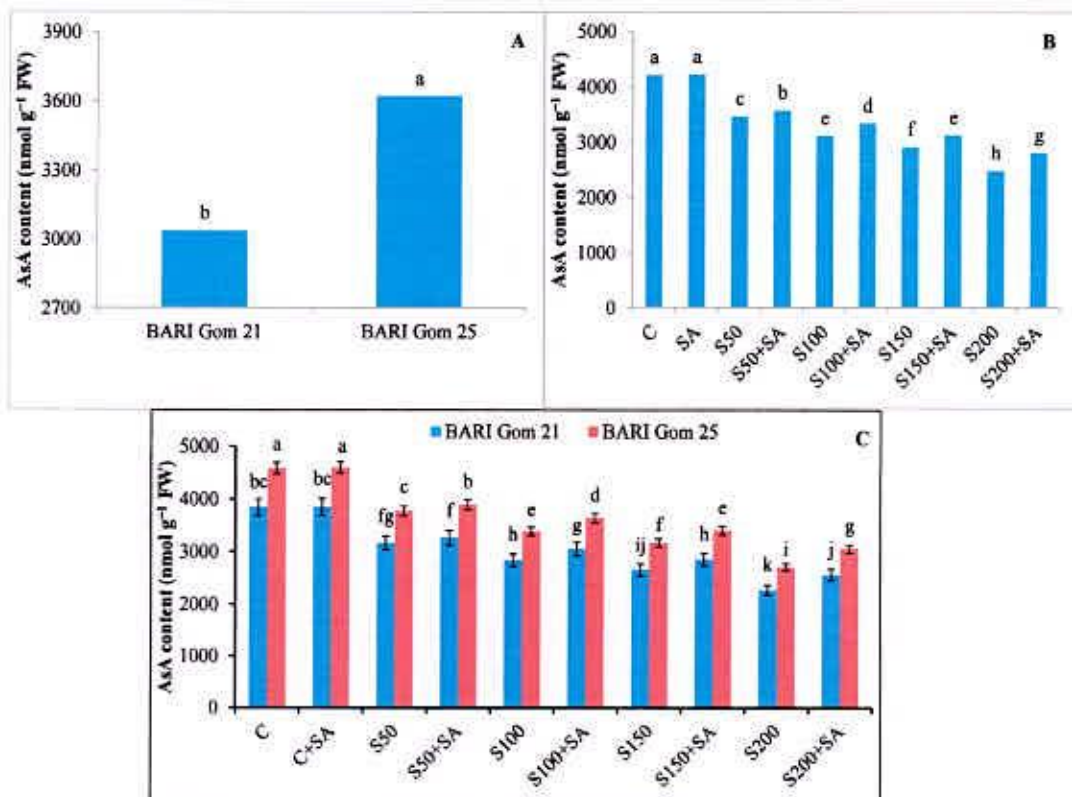 A
AsA content (nmol g⁻¹ FW)
3900
3600
3300
3000
2700
b
a
BARI Gom 21
BARI Gom 25
B
AsA content (nmol g⁻¹ FW)
5000
4000
3000
2000
1000
0
a a c b e d f e h g
C
SA
S50
S50+SA
S100
S100+SA
S150
S150+SA
S200
S200+SA
BARI Gom 21
BARI Gom 25
C
AsA content (nmol g⁻¹ FW)
5000
4000
3000
2000
1000
0
bc a bc a fg c f b h e g d ij f h e k i j g
C
C+SA
S50
S50+SA
S100
S100+SA
S150
S150+SA
S200
S200+SA